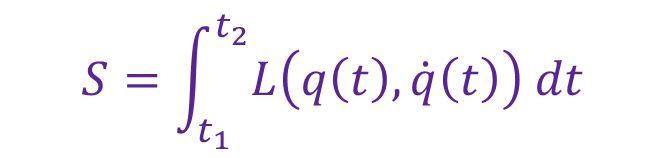 S = ∫_{t₁}^{t₂} L(q(t), q̇(t)) dt